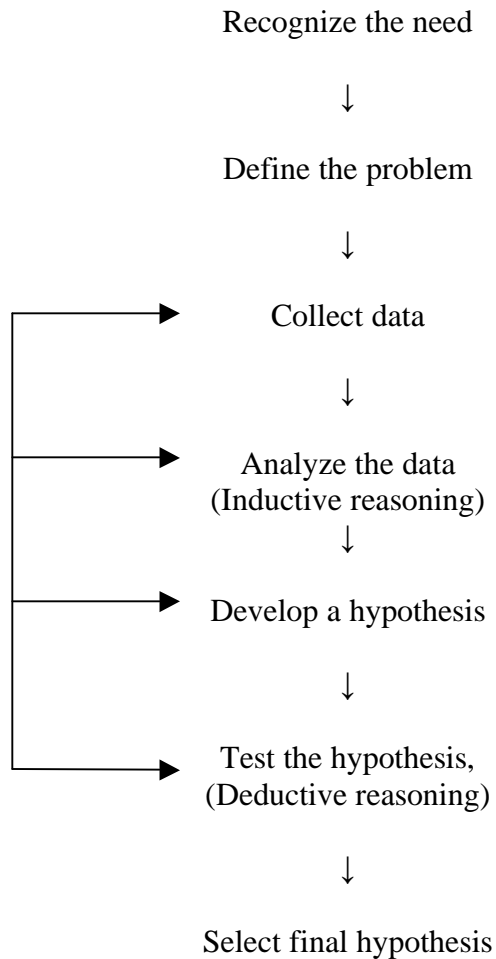 Recognize the need
↓
Define the problem
↓
Collect data
↓
Analyze the data
(Inductive reasoning)
↓
Develop a hypothesis
↓
Test the hypothesis,
(Deductive reasoning)
↓
Select final hypothesis